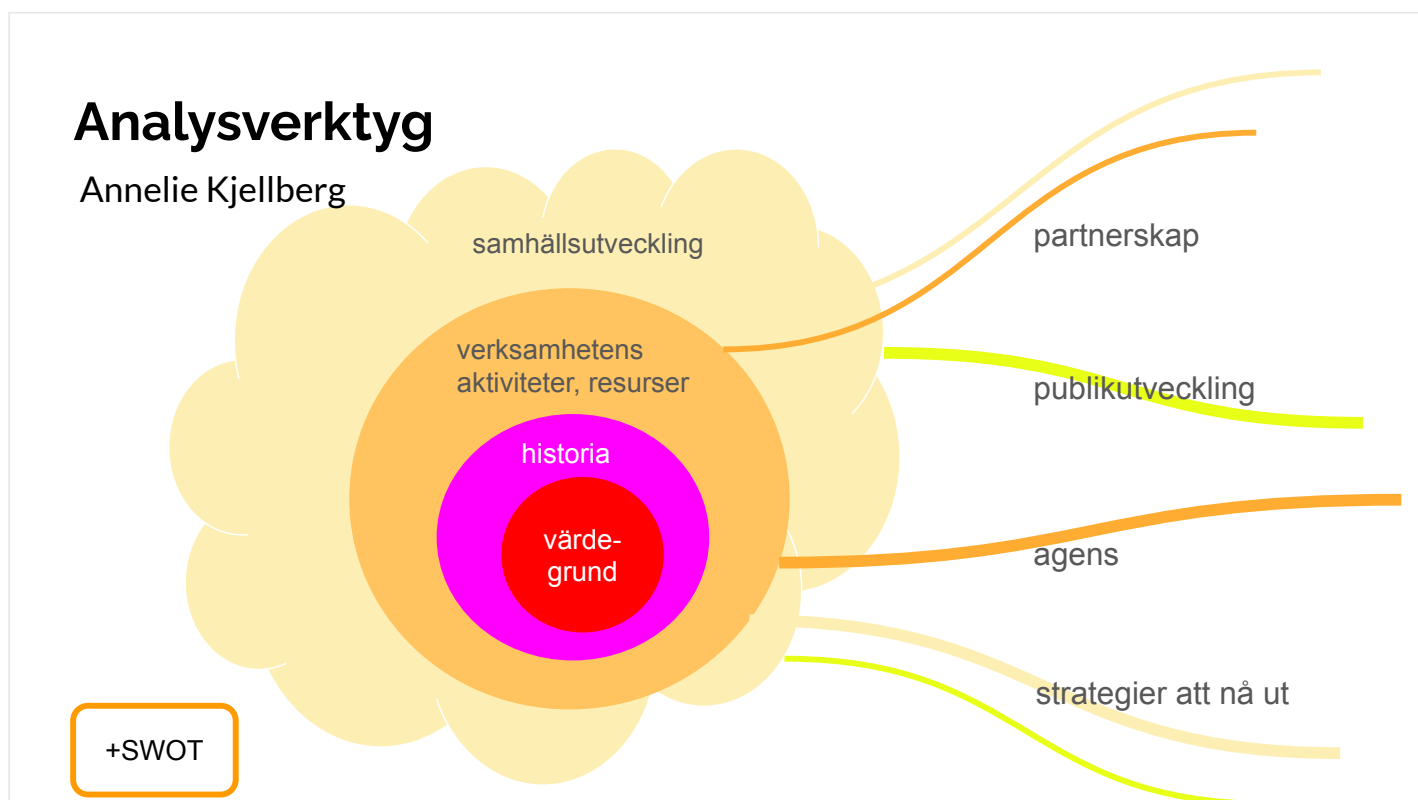 Analysverktyg
Annelie Kjellberg
samhällsutveckling
verksamhetens
aktiviteter, resurser
historia
värde-
grund
partnerskap
publikutveckling
agens
strategier att nå ut
+SWOT